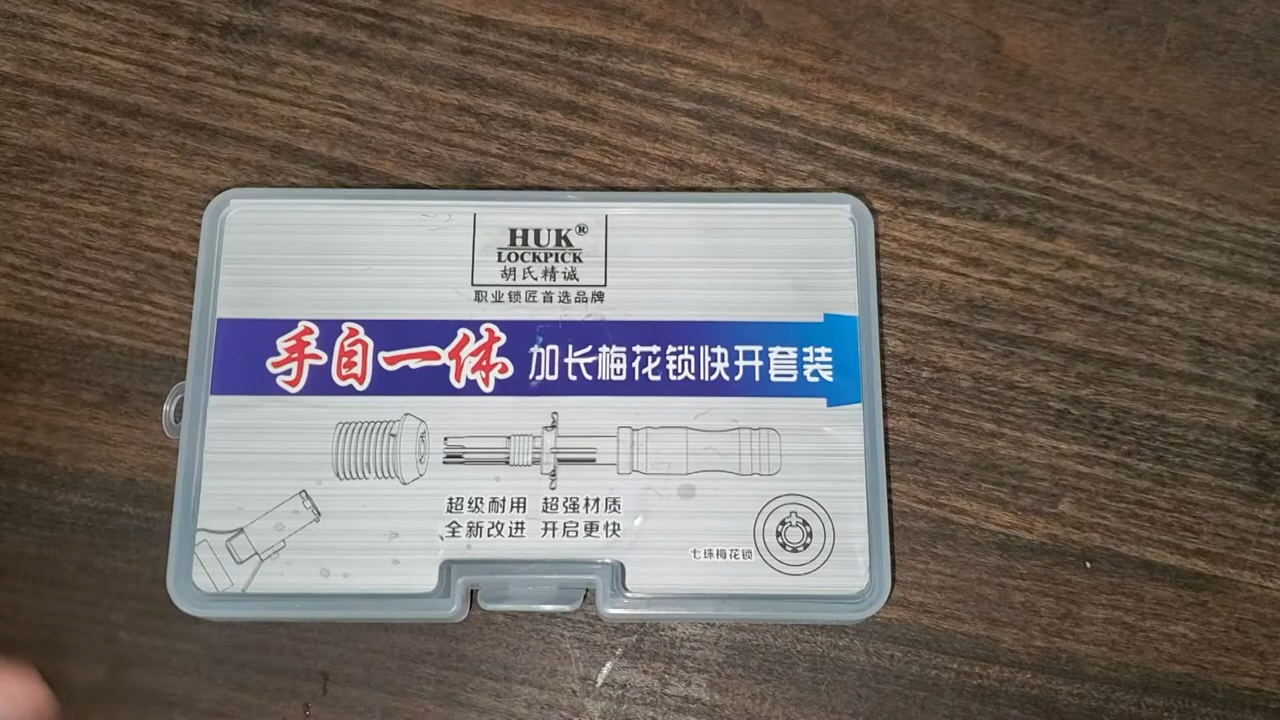 HUK®
LOCKPICK
胡氏精诚
职业锁匠首选品牌
手自一体 加长梅花锁快开套装
超级耐用 超强材质
全新改进 开启更快
七珠梅花锁